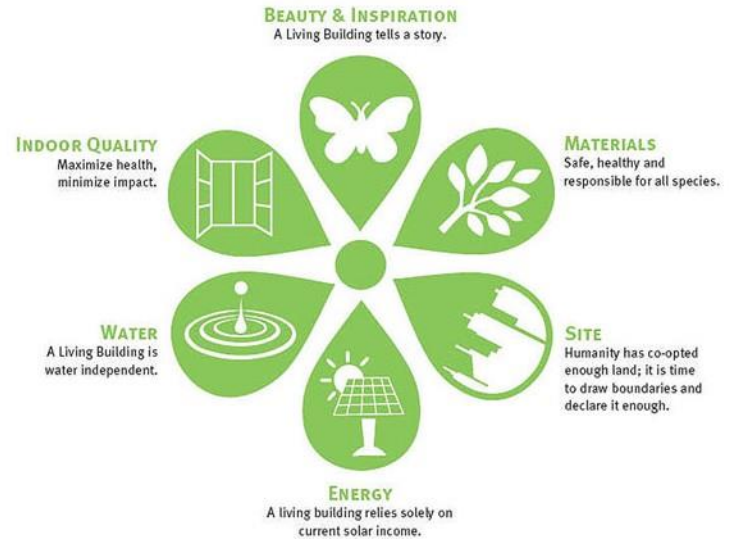 BEAUTY & INSPIRATION
A Living Building tells a story.
INDOOR QUALITY
Maximize health,
minimize impact.
MATERIALS
Safe, healthy and
responsible for all species.
WATER
A Living Building is
water independent.
SITE
Humanity has co-opted
enough land; it is time
to draw boundaries and
declare it enough.
ENERGY
A living building relies solely on
current solar income.